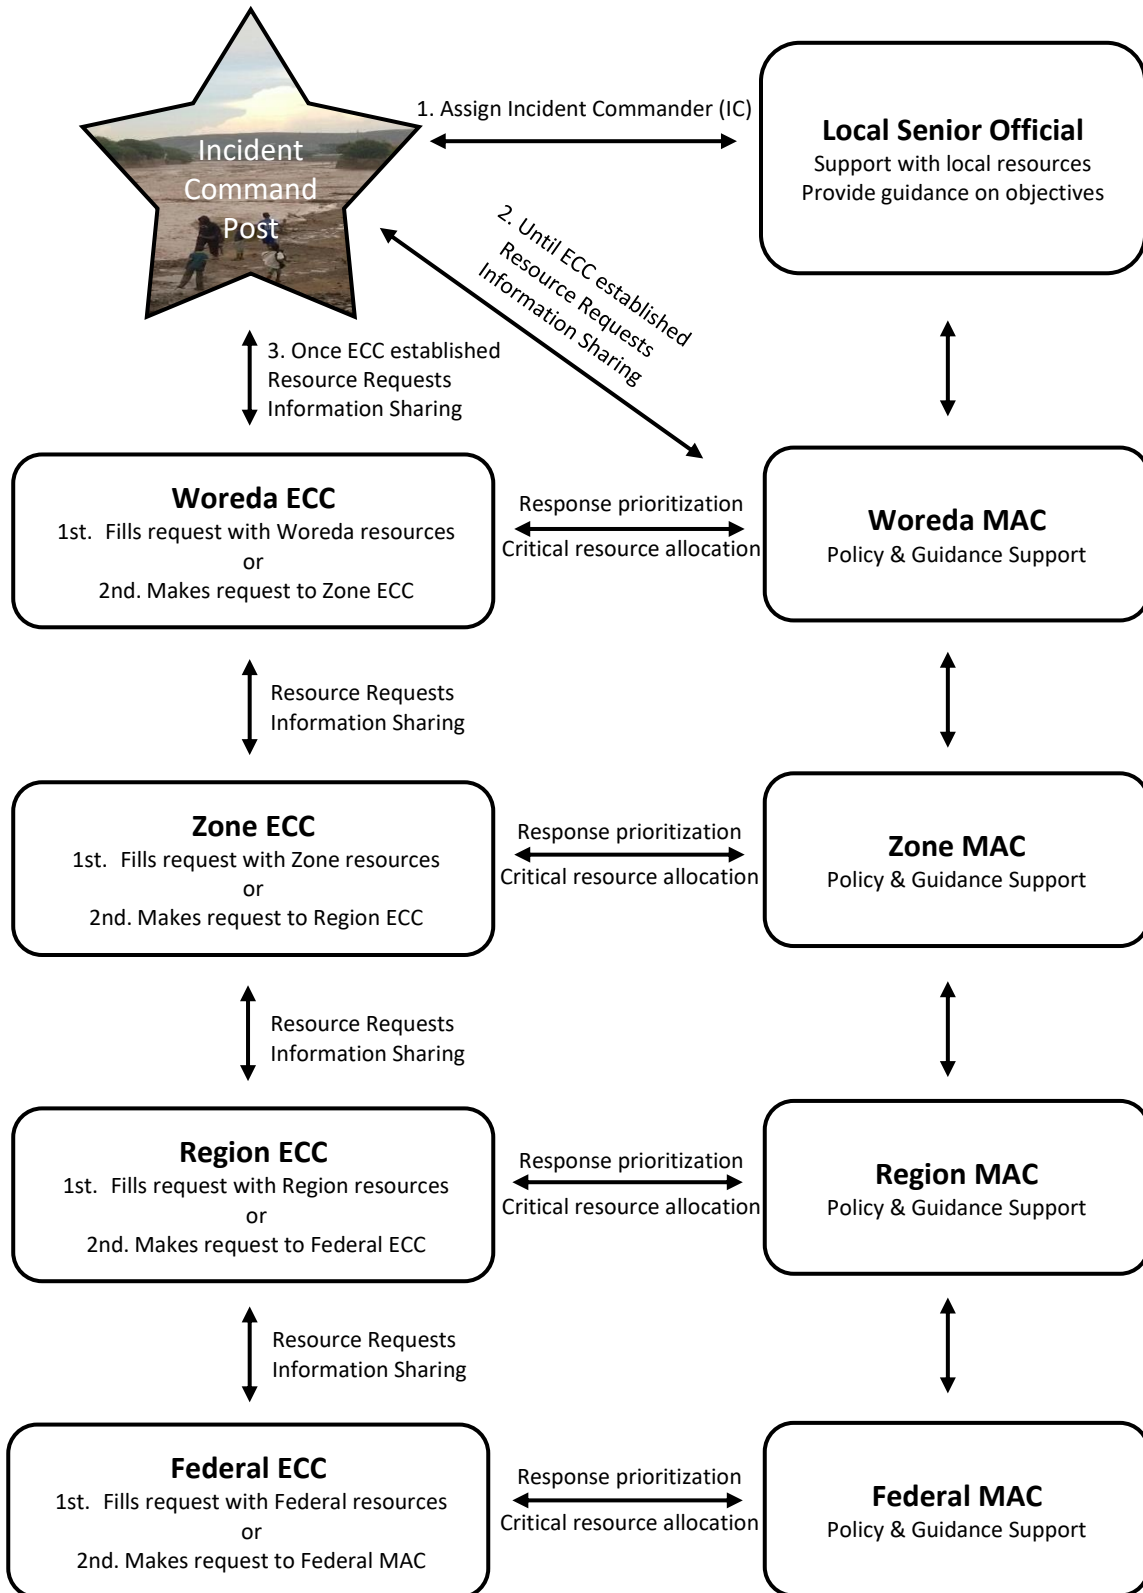 Incident
Command
Post
1. Assign Incident Commander (IC)
Local Senior Official
Support with local resources
Provide guidance on objectives
2. Until ECC established
Resource Requests
Information Sharing
3. Once ECC established
Resource Requests
Information Sharing
Woreda ECC
1st. Fills request with Woreda resources
or
2nd. Makes request to Zone ECC
Response prioritization
Critical resource allocation
Woreda MAC
Policy & Guidance Support
Resource Requests
Information Sharing
Zone ECC
1st. Fills request with Zone resources
or
2nd. Makes request to Region ECC
Response prioritization
Critical resource allocation
Zone MAC
Policy & Guidance Support
Resource Requests
Information Sharing
Region ECC
1st. Fills request with Region resources
or
2nd. Makes request to Federal ECC
Response prioritization
Critical resource allocation
Region MAC
Policy & Guidance Support
Resource Requests
Information Sharing
Federal ECC
1st. Fills request with Federal resources
or
2nd. Makes request to Federal MAC
Response prioritization
Critical resource allocation
Federal MAC
Policy & Guidance Support